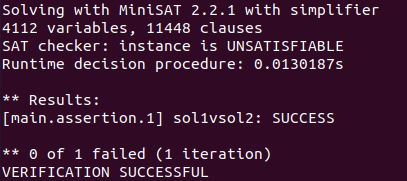 Solving with MiniSAT 2.2.1 with simplifier
4112 variables, 11448 clauses
SAT checker: instance is UNSATISFIABLE
Runtime decision procedure: 0.0130187s

** Results:
[main.assertion.1] sol1vsol2: SUCCESS

** 0 of 1 failed (1 iteration)
VERIFICATION SUCCESSFUL